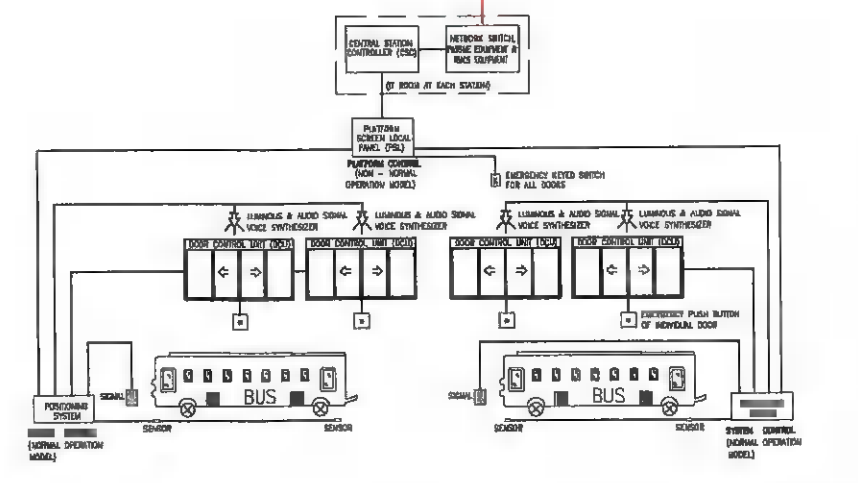 CENTRAL STATION
CONTROLLER (CSC)
NETWORK SWITCH,
PASSIVE EQUIPMENT &
EQUIPMENT
(IT ROOM AT EACH STATION)
PLATFORM
SCREEN LOCAL
PANEL (PSL)
PLATFORM CONTROL
(NON - NORMAL
OPERATION MODEL)
EMERGENCY KEYED SWITCH
FOR ALL DOORS
LUMINOUS & AUDIO SIGNAL
VOICE SYNTHESIZER
LUMINOUS & AUDIO SIGNAL
VOICE SYNTHESIZER
LUMINOUS & AUDIO SIGNAL
VOICE SYNTHESIZER
LUMINOUS & AUDIO SIGNAL
VOICE SYNTHESIZER
DOOR CONTROL UNIT (DCU)
DOOR CONTROL UNIT (DCU)
DOOR CONTROL UNIT (DCU)
DOOR CONTROL UNIT (DCU)
EMERGENCY PUSH BUTTON
OF INDIVIDUAL DOOR
SIGNAL
BUS
SIGNAL
BUS
POSITIONING
SYSTEM
SENSOR
SENSOR
SENSOR
SENSOR
(NORMAL OPERATION
MODEL)
SYSTEM CONTROL
(NORMAL OPERATION
MODEL)